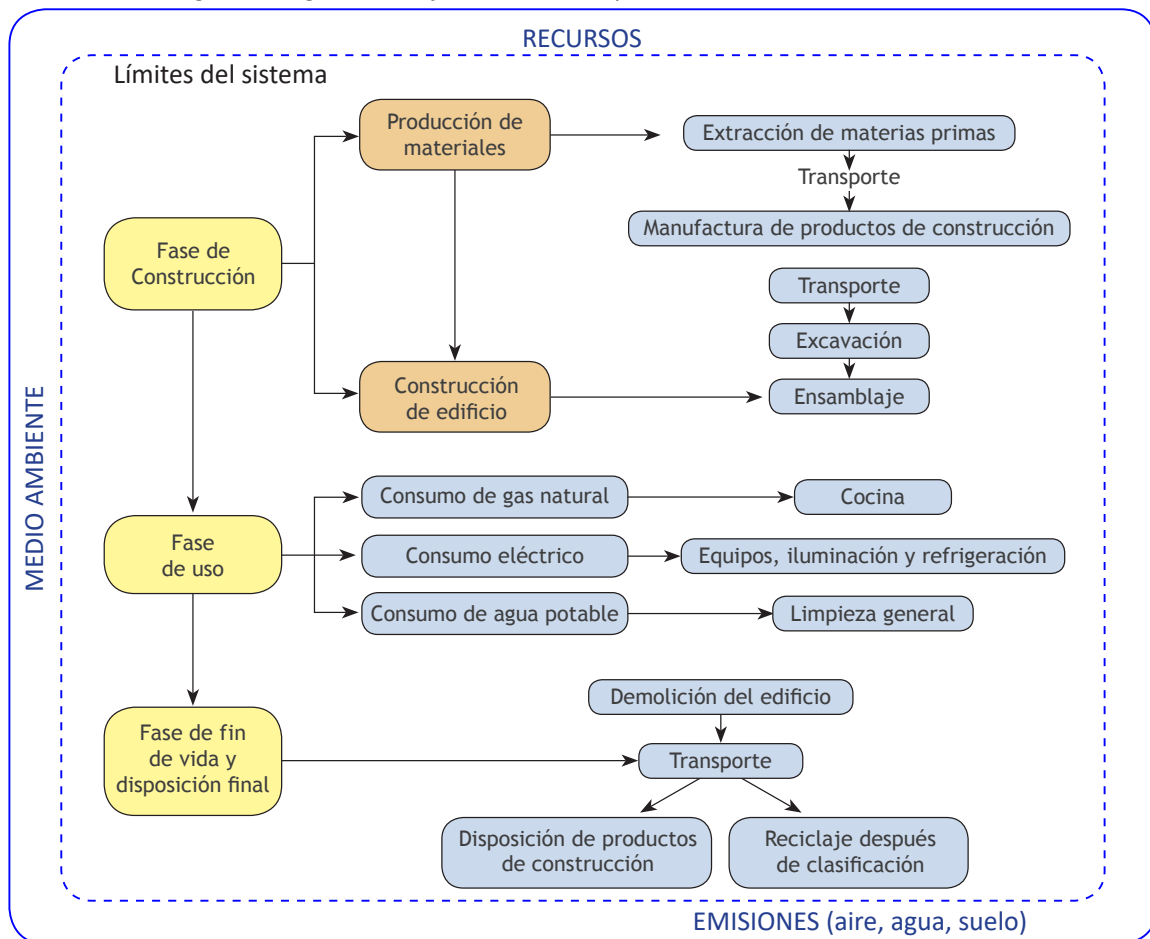 RECURSOS
Límites del sistema
Producción de
materiales
Extracción de materias primas
Transporte
Manufactura de productos de construcción
Fase de
Construcción
Transporte
Excavación
Construcción
de edificio
Ensamblaje
MEDIO AMBIENTE
Consumo de gas natural
Cocina
Fase
de uso
Consumo eléctrico
Equipos, iluminación y refrigeración
Consumo de agua potable
Limpieza general
Demolición del edificio
Fase de fin
de vida y
disposición final
Transporte
Disposición de productos
de construcción
Reciclaje después
de clasificación
EMISIONES (aire, agua, suelo)